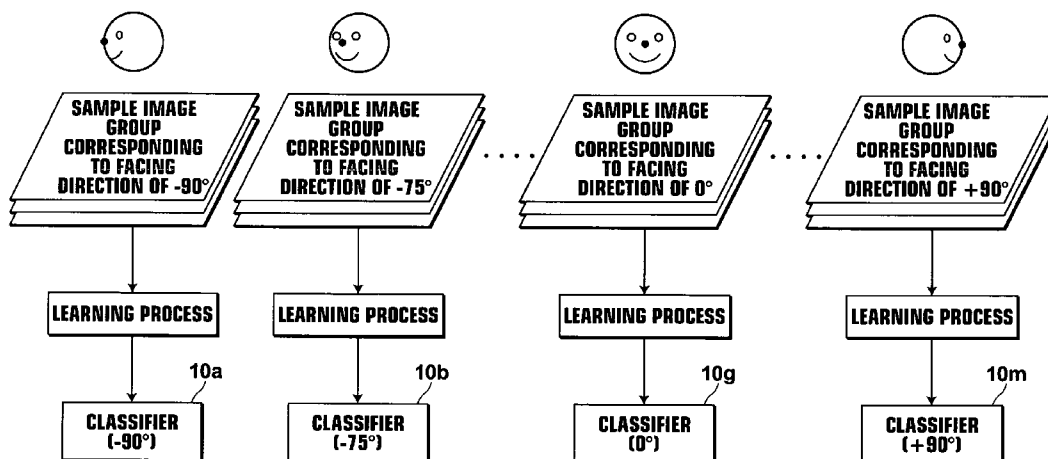 SAMPLE IMAGE
GROUP
CORRESPONDING
TO FACING
DIRECTION OF -90°
SAMPLE IMAGE
GROUP
CORRESPONDING
TO FACING
DIRECTION OF -75°
SAMPLE IMAGE
GROUP
CORRESPONDING
TO FACING
DIRECTION OF 0°
SAMPLE IMAGE
GROUP
CORRESPONDING
TO FACING
DIRECTION OF +90°
LEARNING PROCESS
LEARNING PROCESS
LEARNING PROCESS
LEARNING PROCESS
10a
10b
10g
10m
CLASSIFIER
(-90°)
CLASSIFIER
(-75°)
CLASSIFIER
(0°)
CLASSIFIER
(+90°)